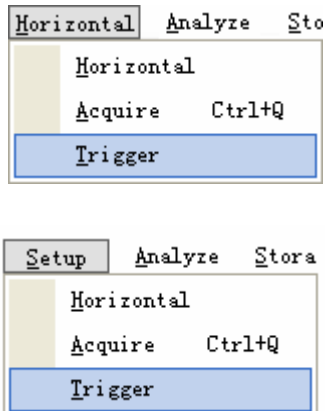 Horizontal Analyze Sto
Horizontal
Acquire Ctrl+Q
Trigger
Setup Analyze Stora
Horizontal
Acquire Ctrl+Q
Trigger